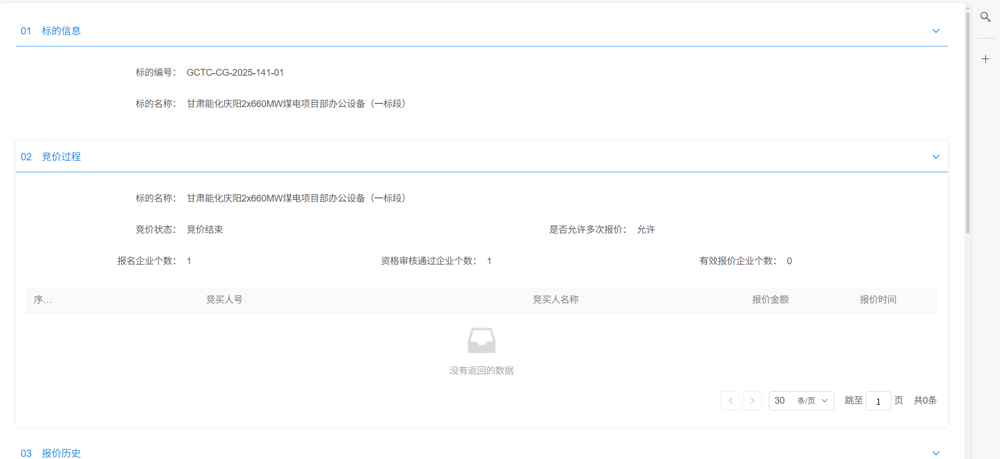 01 标的信息
标的编号： GCTC-CG-2025-141-01
标的名称： 甘肃能化庆阳2x660MW煤电项目部办公设备（一标段）
02 竞价过程
标的名称： 甘肃能化庆阳2x660MW煤电项目部办公设备（一标段）
竞价状态： 竞价结束 是否允许多次报价： 允许
报名企业个数： 1 资格审核通过企业个数： 1 有效报价企业个数： 0
序... 竞买人号 竞买人名称 报价金额 报价时间
没有返回的数据
30 条/页 跳至 1 页 共0条
03 报价历史